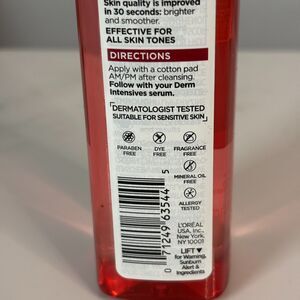 Skin quality is improved
in 30 seconds: brighter
and smoother.
EFFECTIVE FOR
ALL SKIN TONES
DIRECTIONS
Apply with a cotton pad
AM/PM after cleansing.
Follow with your Derm
Intensives serum.
DERMATOLOGIST TESTED
SUITABLE FOR SENSITIVE SKIN
PARABEN FREE
DYE FREE
FRAGRANCE FREE
MINERAL OIL FREE
ALLERGY TESTED
0 71249 63544 5
L'ORÉAL
USA, Inc.,
New York,
NY 10001
LIFT
for Warning,
Sunburn
Alert &
Ingredients